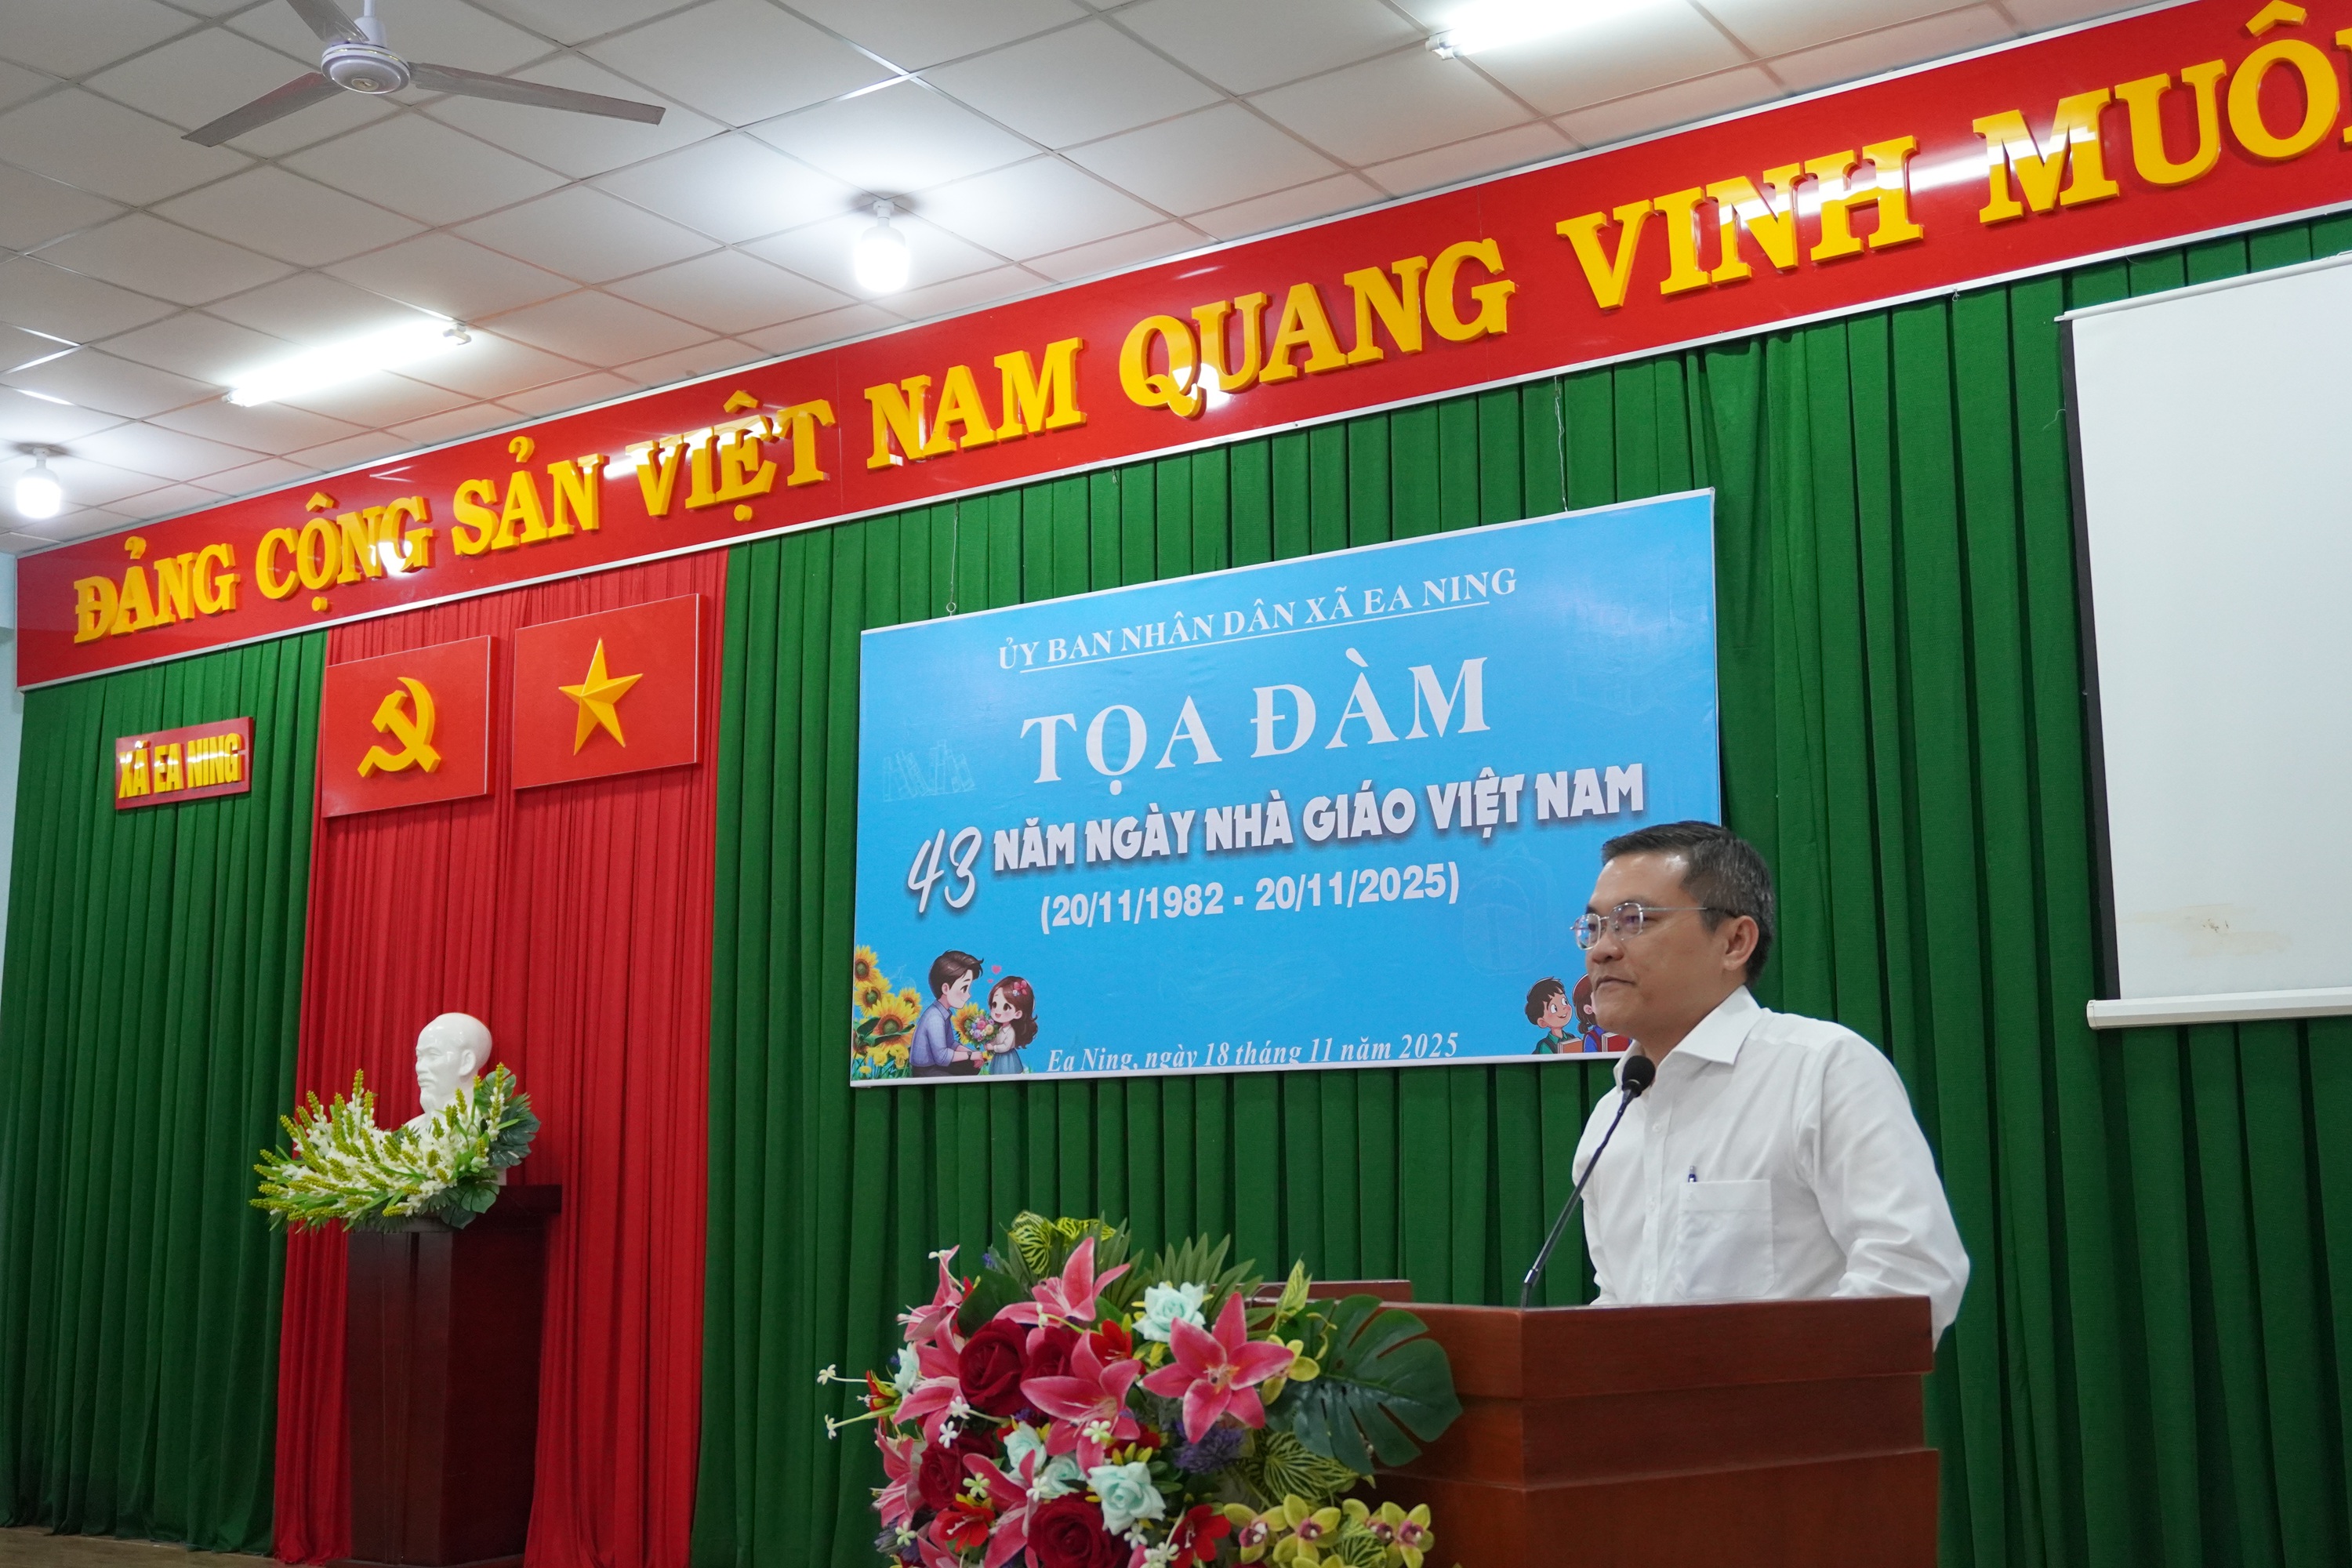 ĐẢNG CỘNG SẢN VIỆT NAM QUANG VINH MUÔ
XÃ EA NING
ỦY BAN NHÂN DÂN XÃ EA NING
TỌA ĐÀM
43 NĂM NGÀY NHÀ GIÁO VIỆT NAM
(20/11/1982 - 20/11/2025)
Ea Ning, ngày 18 tháng 11 năm 2025